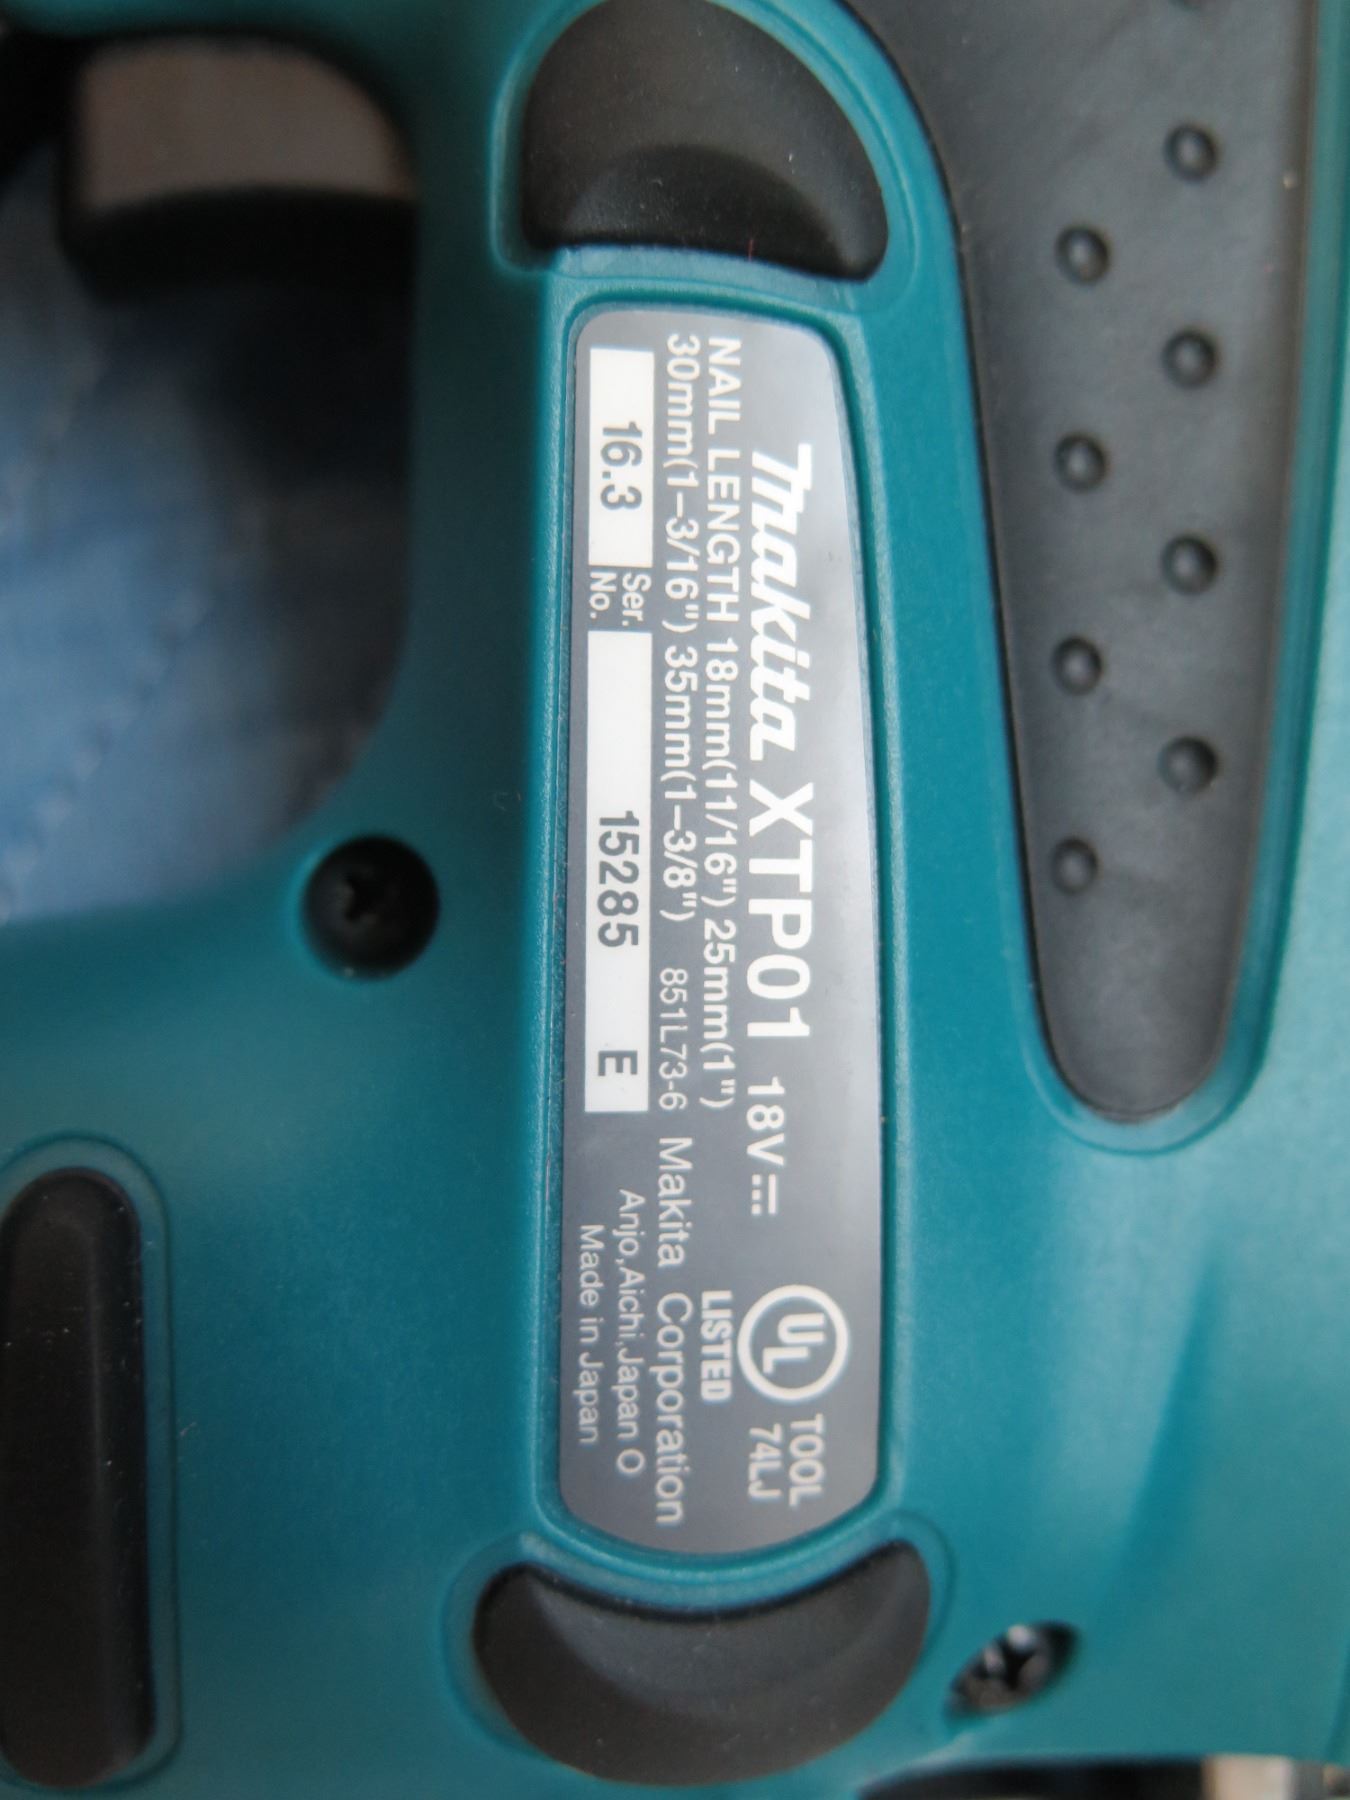 Makita XTP01 18V⎓
NAIL LENGTH 18mm(11/16") 25mm(1")
30mm(1-3/16") 35mm(1-3/8") 851L73-6
16.3 Ser. No. 15285 E
UL
LISTED
TOOL
74LJ
Makita Corporation
Anjo,Aichi,Japan O
Made in Japan